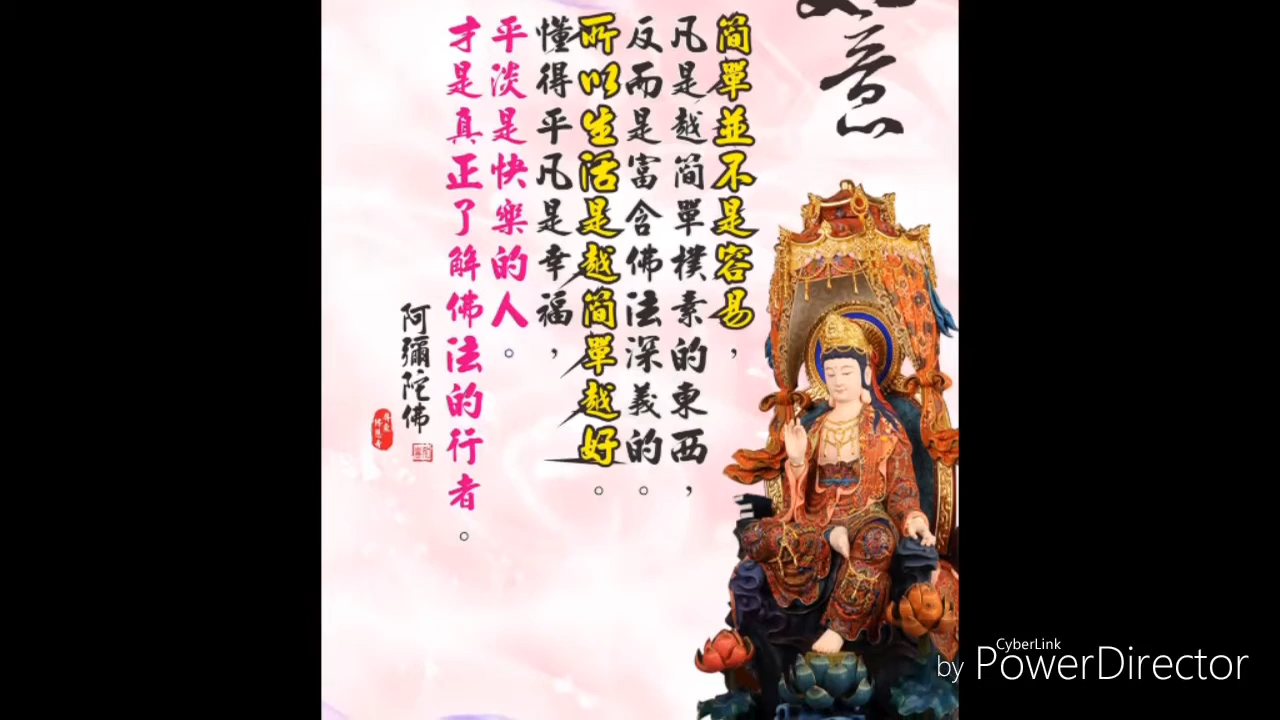 如意
簡單並不是容易，
凡是越簡單樸素的東西，
反而是富含佛法深義的。
所以生活是越簡單越好。
懂得平凡是幸福，
平淡是快樂的人。
才是真正了解佛法的行者。
阿彌陀佛
CyberLink
by PowerDirector